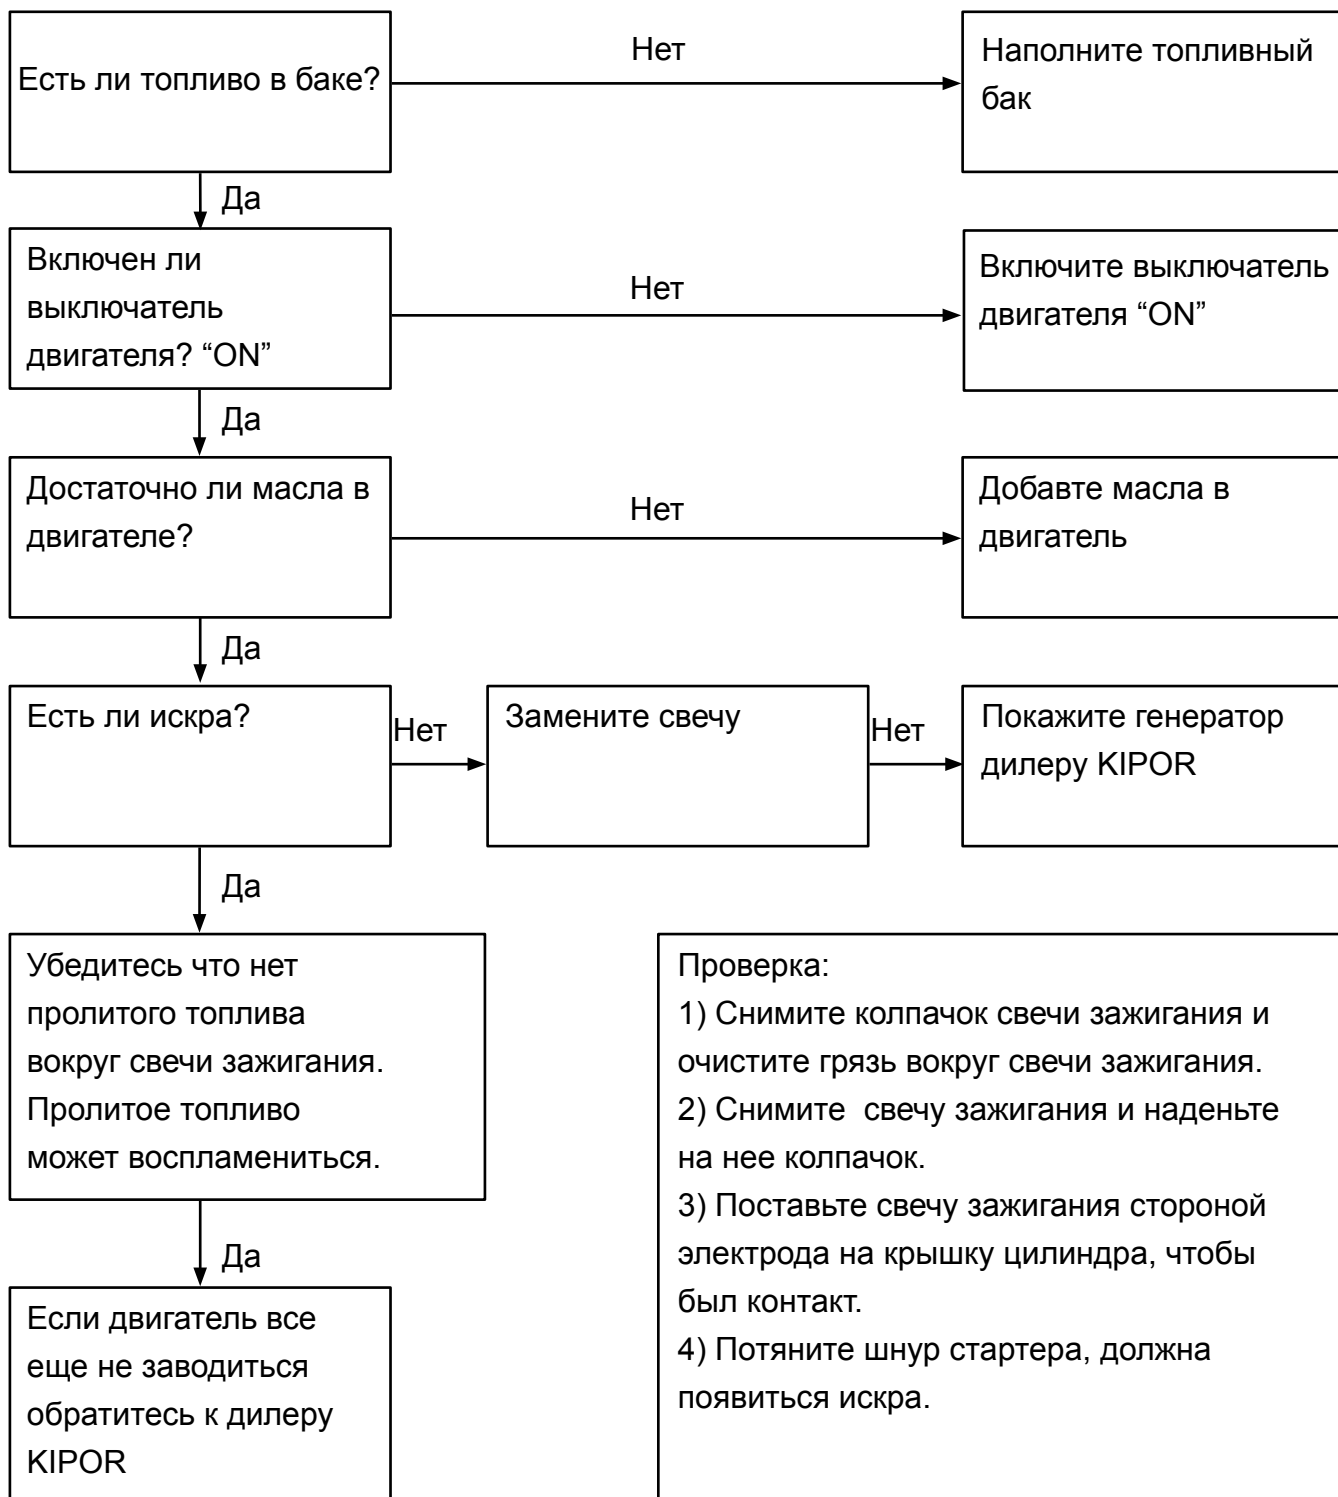 Есть ли топливо в баке?
Нет
Наполните топливный
бак
Да
Включен ли
выключатель
двигателя? “ON”
Нет
Включите выключатель
двигателя “ON”
Да
Достаточно ли масла в
двигателе?
Нет
Добавте масла в
двигатель
Да
Есть ли искра?
Нет
Замените свечу
Нет
Покажите генератор
дилеру KIPOR
Да
Убедитесь что нет
пролитого топлива
вокруг свечи зажигания.
Пролитое топливо
может воспламениться.
Да
Если двигатель все
еще не заводиться
обратитесь к дилеру
KIPOR
Проверка:
1) Снимите колпачок свечи зажигания и
очистите грязь вокруг свечи зажигания.
2) Снимите  свечу зажигания и наденьте
на нее колпачок.
3) Поставьте свечу зажигания стороной
электрода на крышку цилиндра, чтобы
был контакт.
4) Потяните шнур стартера, должна
появиться искра.